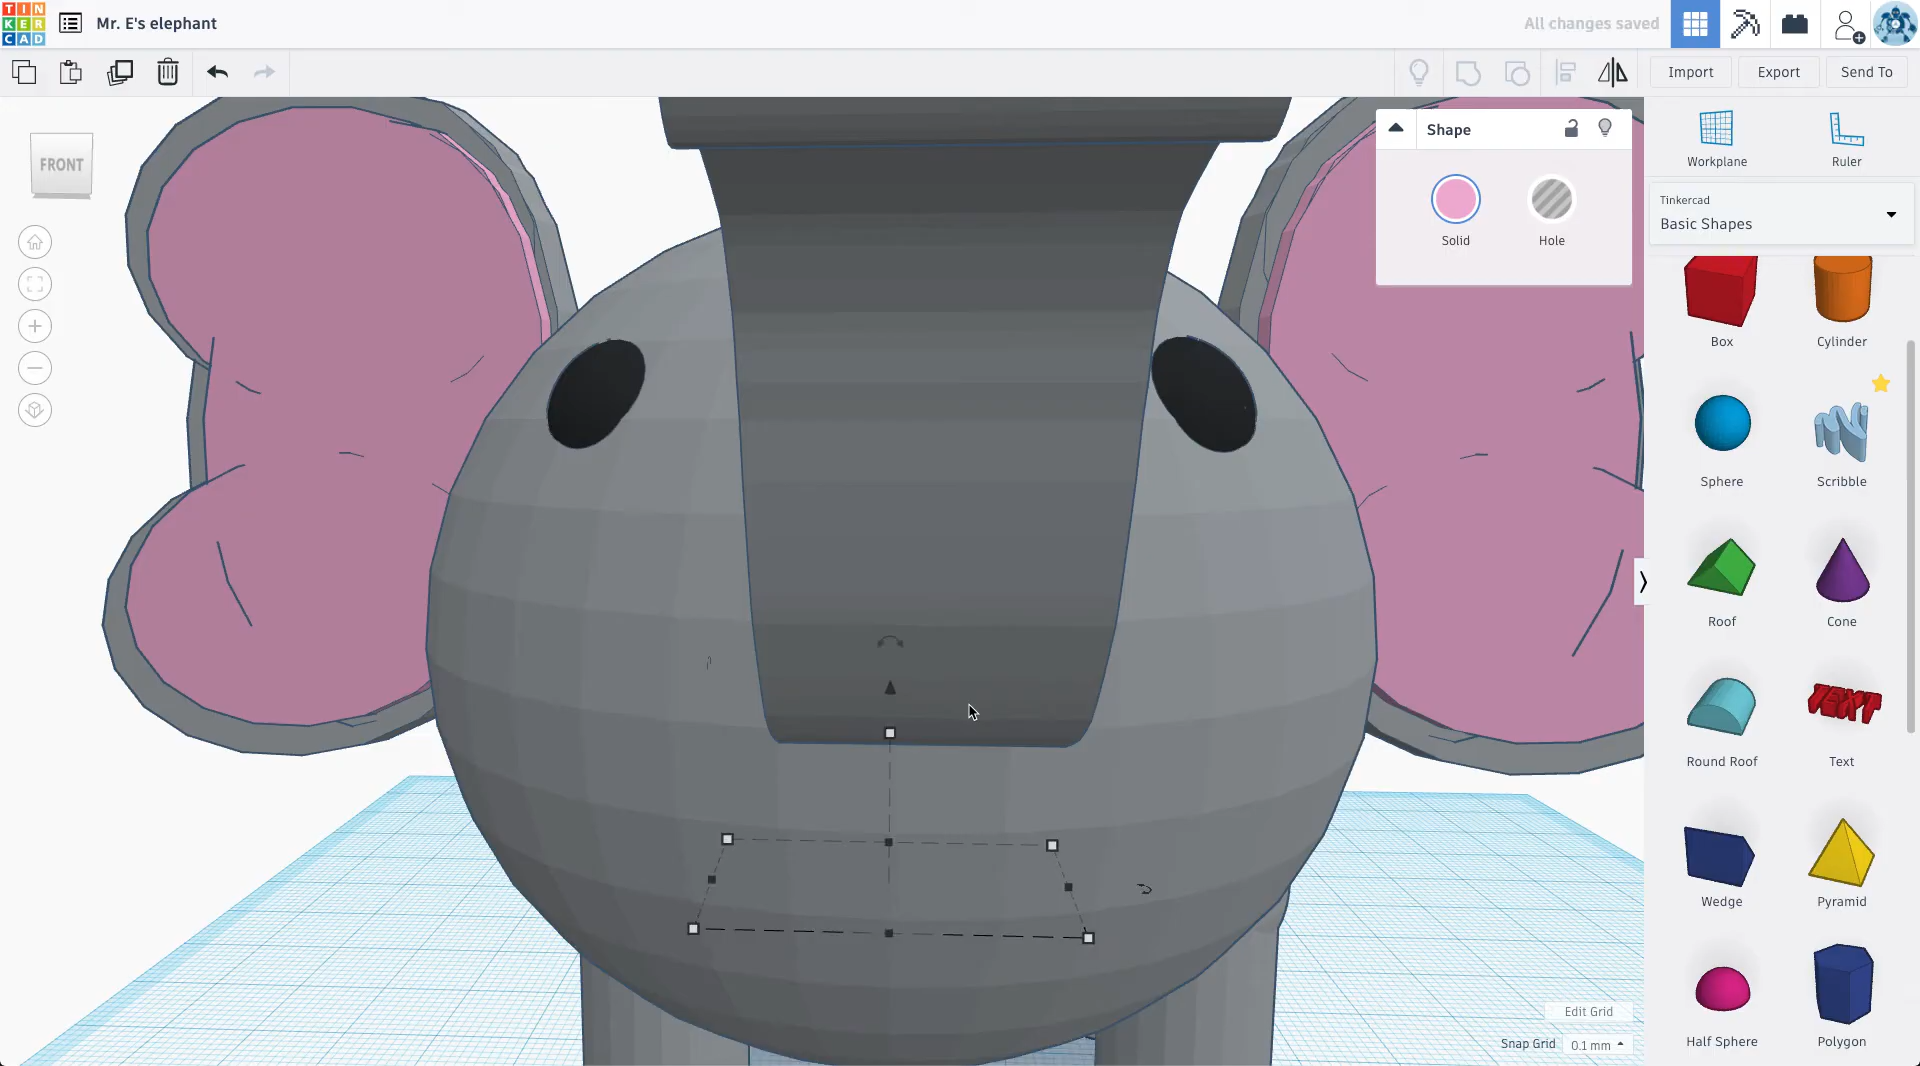 TIN
KER
CAD
Mr. E's elephant
All changes saved
Import
Export
Send To
FRONT
Shape
Solid
Hole
Workplane
Ruler
Tinkercad
Basic Shapes
Box
Cylinder
Sphere
Scribble
Roof
Cone
Round Roof
TEXT
Text
Wedge
Pyramid
Half Sphere
Polygon
Edit Grid
Snap Grid 0.1 mm